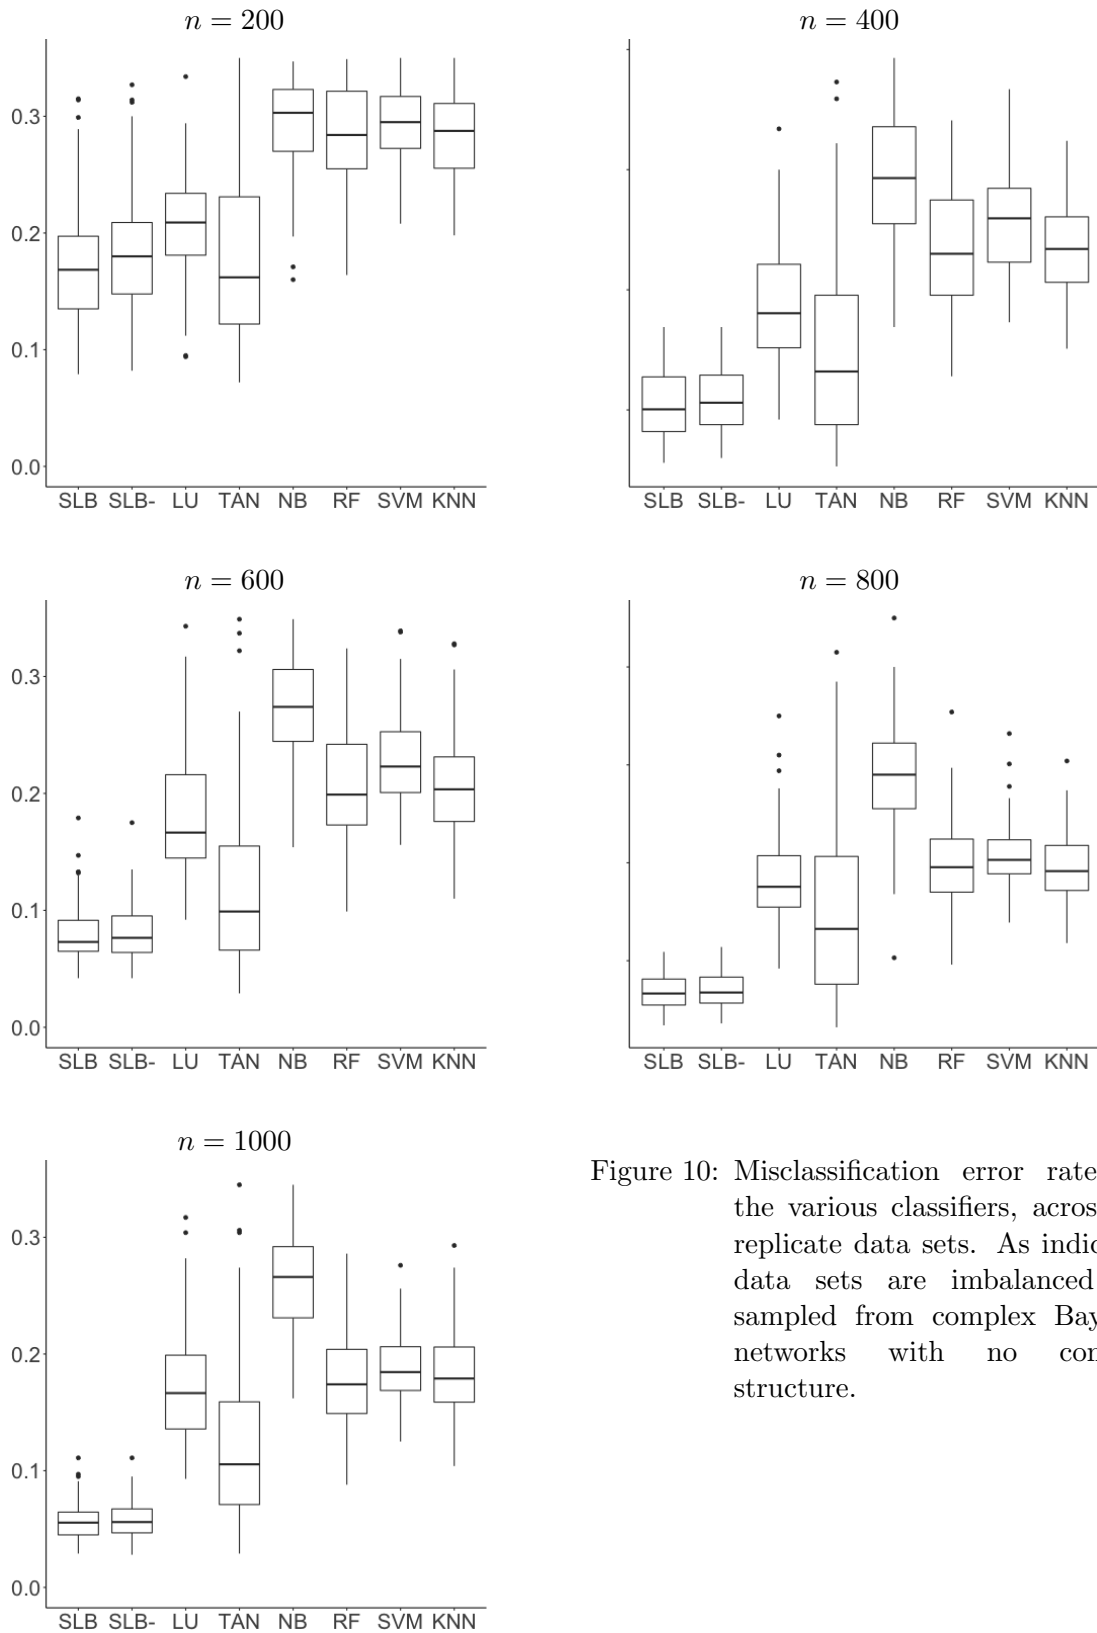 n = 200
0.3
0.2
0.1
0.0
SLB SLB- LU TAN NB RF SVM KNN
n = 400
SLB SLB- LU TAN NB RF SVM KNN
n = 600
0.3
0.2
0.1
0.0
SLB SLB- LU TAN NB RF SVM KNN
n = 800
SLB SLB- LU TAN NB RF SVM KNN
n = 1000
0.3
0.2
0.1
0.0
SLB SLB- LU TAN NB RF SVM KNN
Figure 10: Misclassification error rate
the various classifiers, acros
replicate data sets. As indic
data sets are imbalanced
sampled from complex Bay
networks with no con
structure.